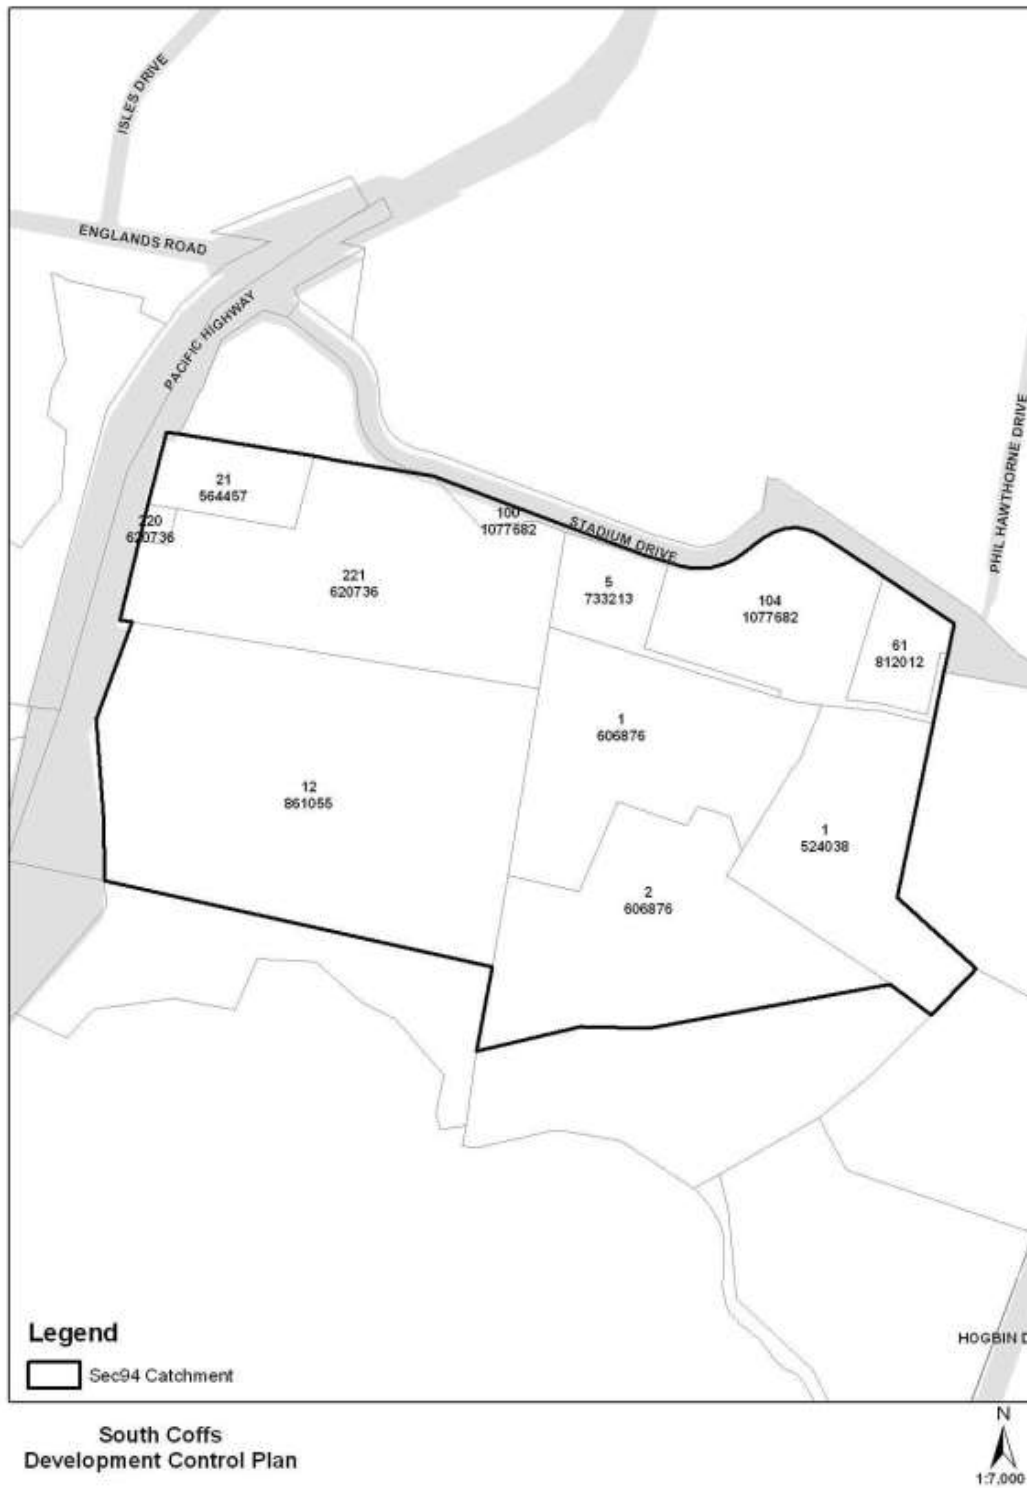 ISLES DRIVE
ENGLANDS ROAD
PACIFIC HIGHWAY
PHIL HAWTHORNE DRIVE
21
564467
220
620736
100
1077682
STADIUM DRIVE
221
620736
5
733213
104
1077682
61
812012
1
606876
12
861055
1
524038
2
606876
Legend
Sec94 Catchment
HOGBIN D
South Coffs
Development Control Plan
N
1:7,000